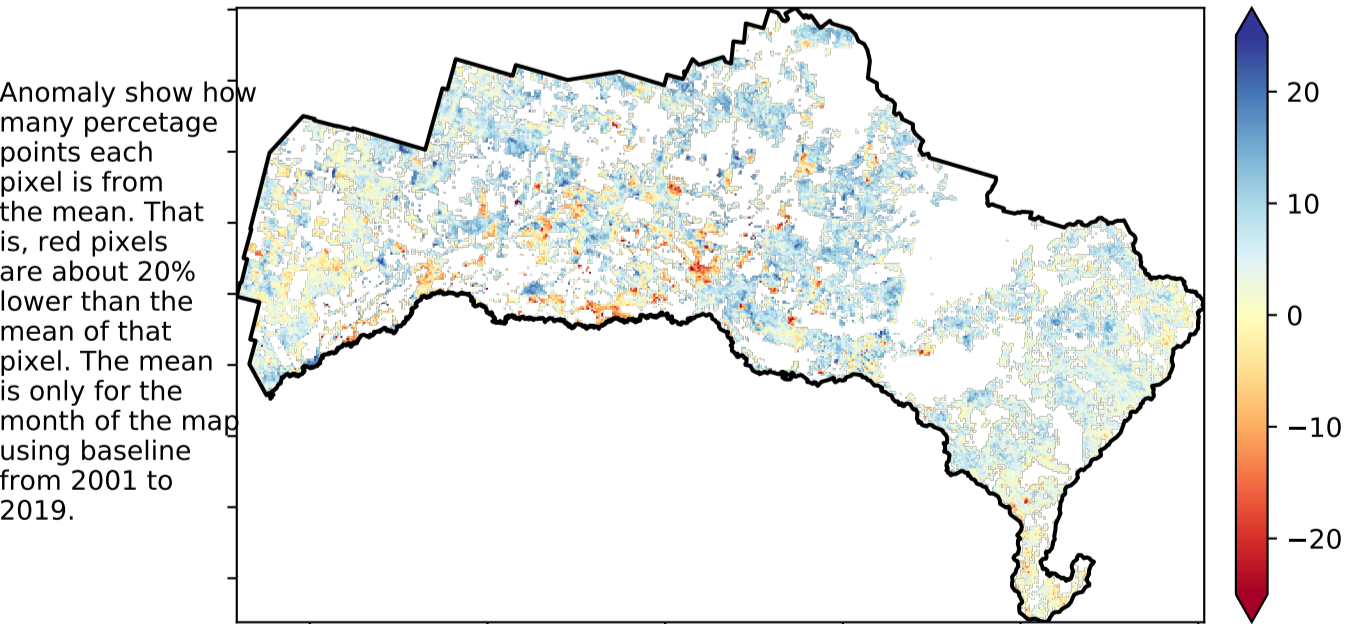 Anomaly show how
many percetage
points each
pixel is from
the mean. That
is, red pixels
are about 20%
lower than the
mean of that
pixel. The mean
is only for the
month of the map
using baseline
from 2001 to
2019.
20
10
0
−10
−20